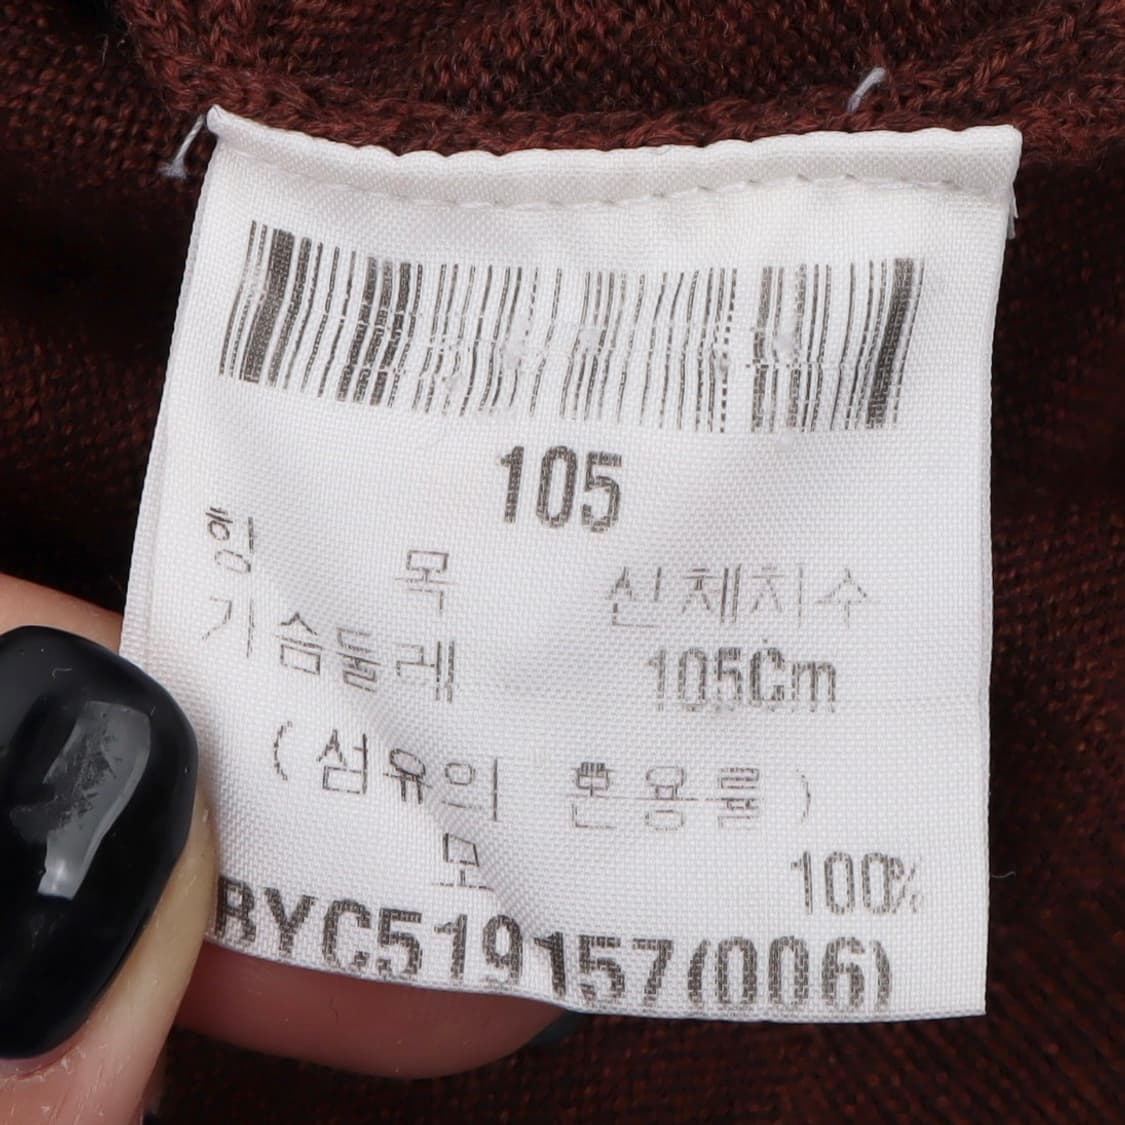 105
항 목 신체치수
가슴둘레 105Cm
(섬유의 혼용률)
모 100%
BYC519157(006)